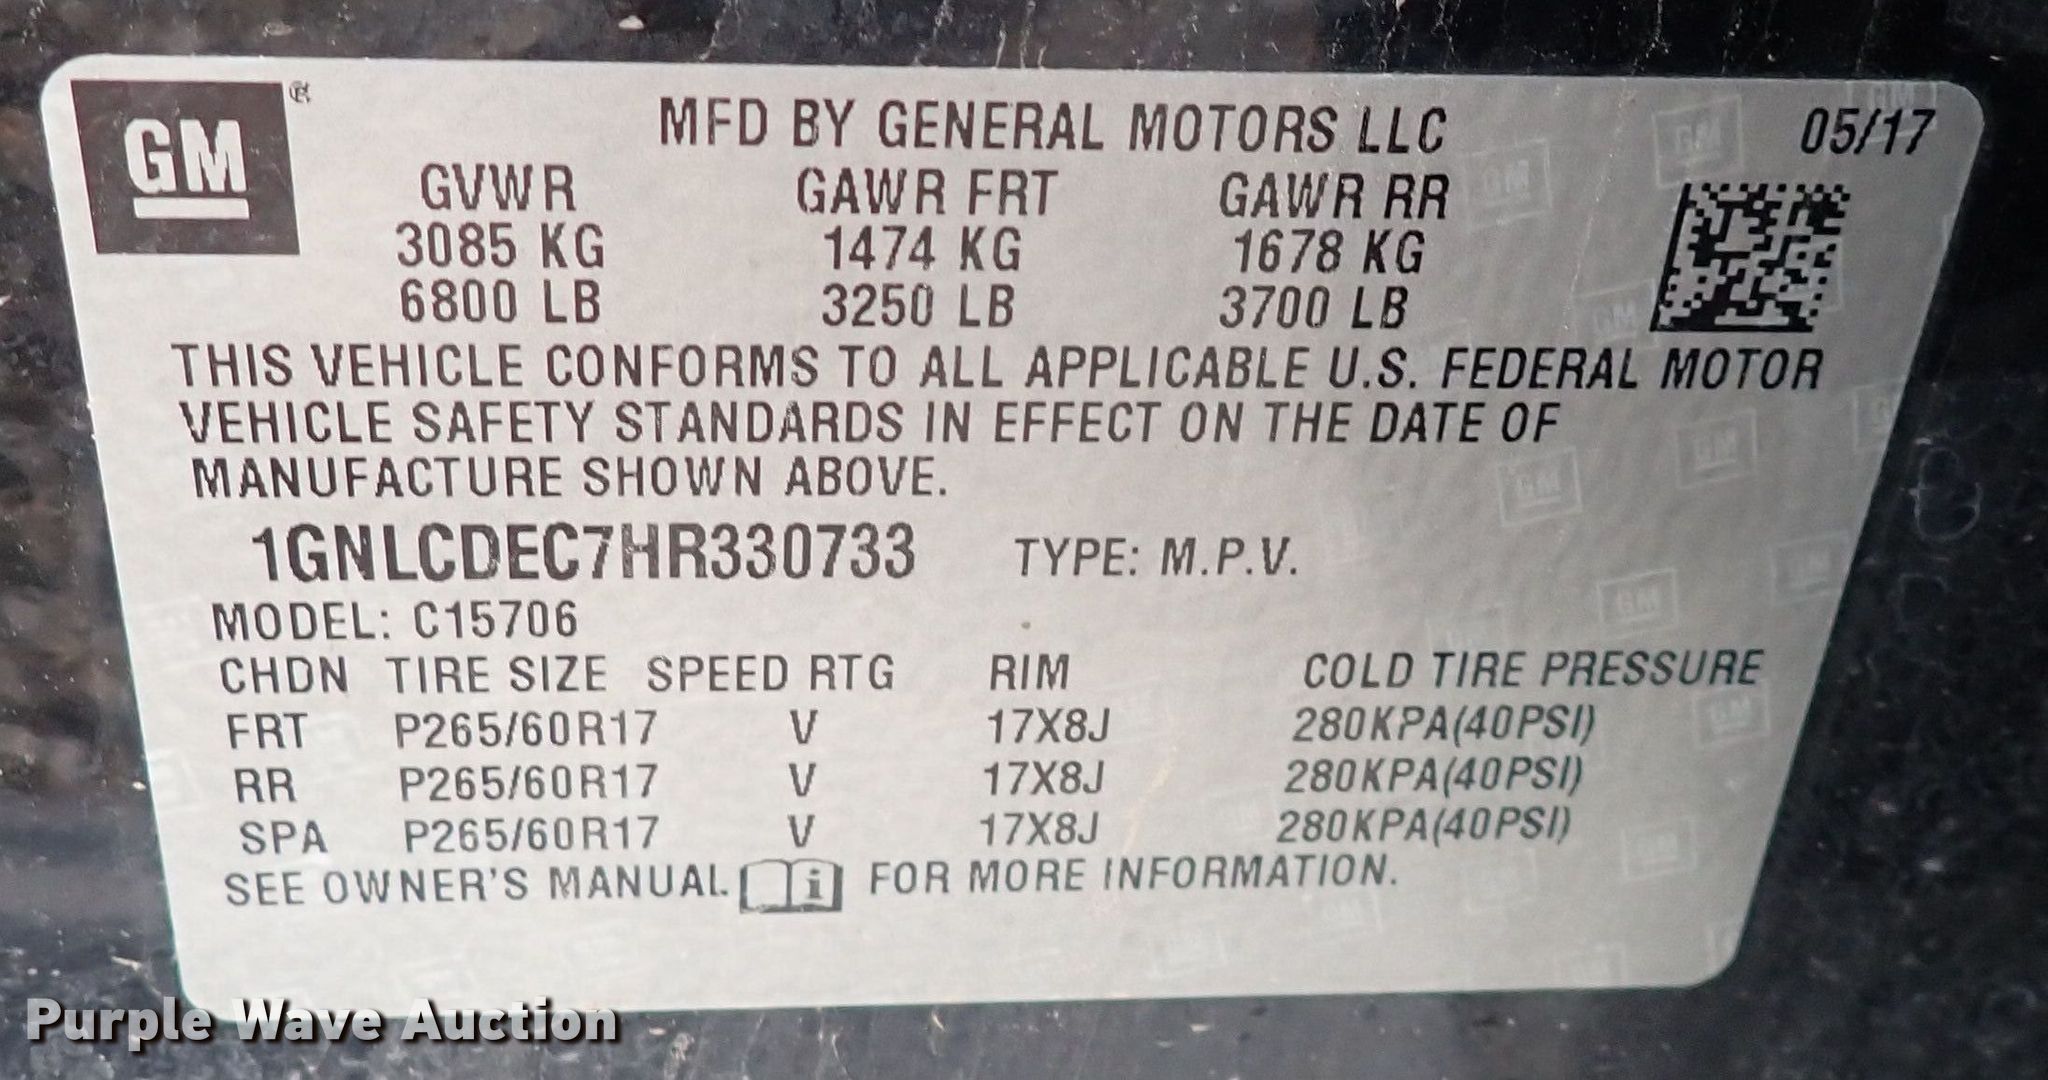 GM ®
MFD BY GENERAL MOTORS LLC 05/17
GVWR GAWR FRT GAWR RR
3085 KG 1474 KG 1678 KG
6800 LB 3250 LB 3700 LB
THIS VEHICLE CONFORMS TO ALL APPLICABLE U.S. FEDERAL MOTOR
VEHICLE SAFETY STANDARDS IN EFFECT ON THE DATE OF
MANUFACTURE SHOWN ABOVE.
1GNLCDEC7HR330733 TYPE: M.P.V.
MODEL: C15706
CHDN TIRE SIZE SPEED RTG RIM COLD TIRE PRESSURE
FRT P265/60R17 V 17X8J 280KPA(40PSI)
RR P265/60R17 V 17X8J 280KPA(40PSI)
SPA P265/60R17 V 17X8J 280KPA(40PSI)
SEE OWNER'S MANUAL i FOR MORE INFORMATION.
Purple Wave Auction